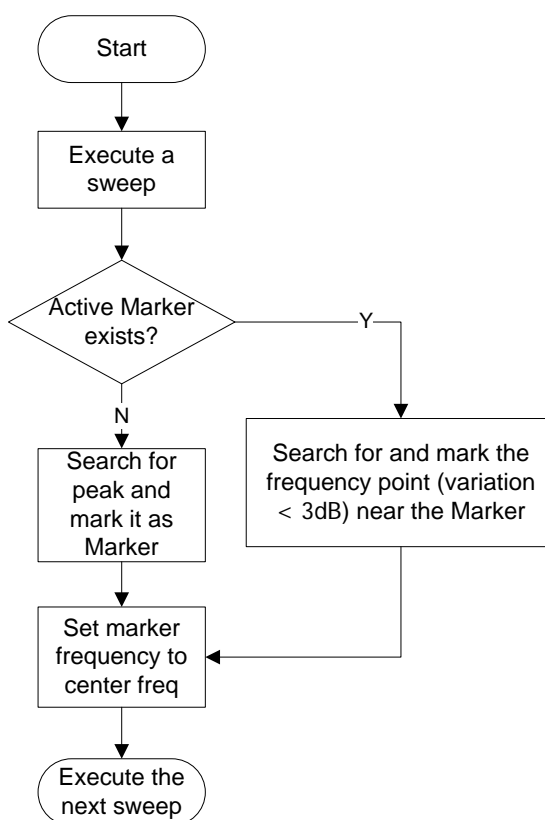 Start
Execute a
sweep
Active Marker
exists?
Y
N
Search for
peak and
mark it as
Marker
Search for and mark the
frequency point (variation
< 3dB) near the Marker
Set marker
frequency to
center freq
Execute the
next sweep